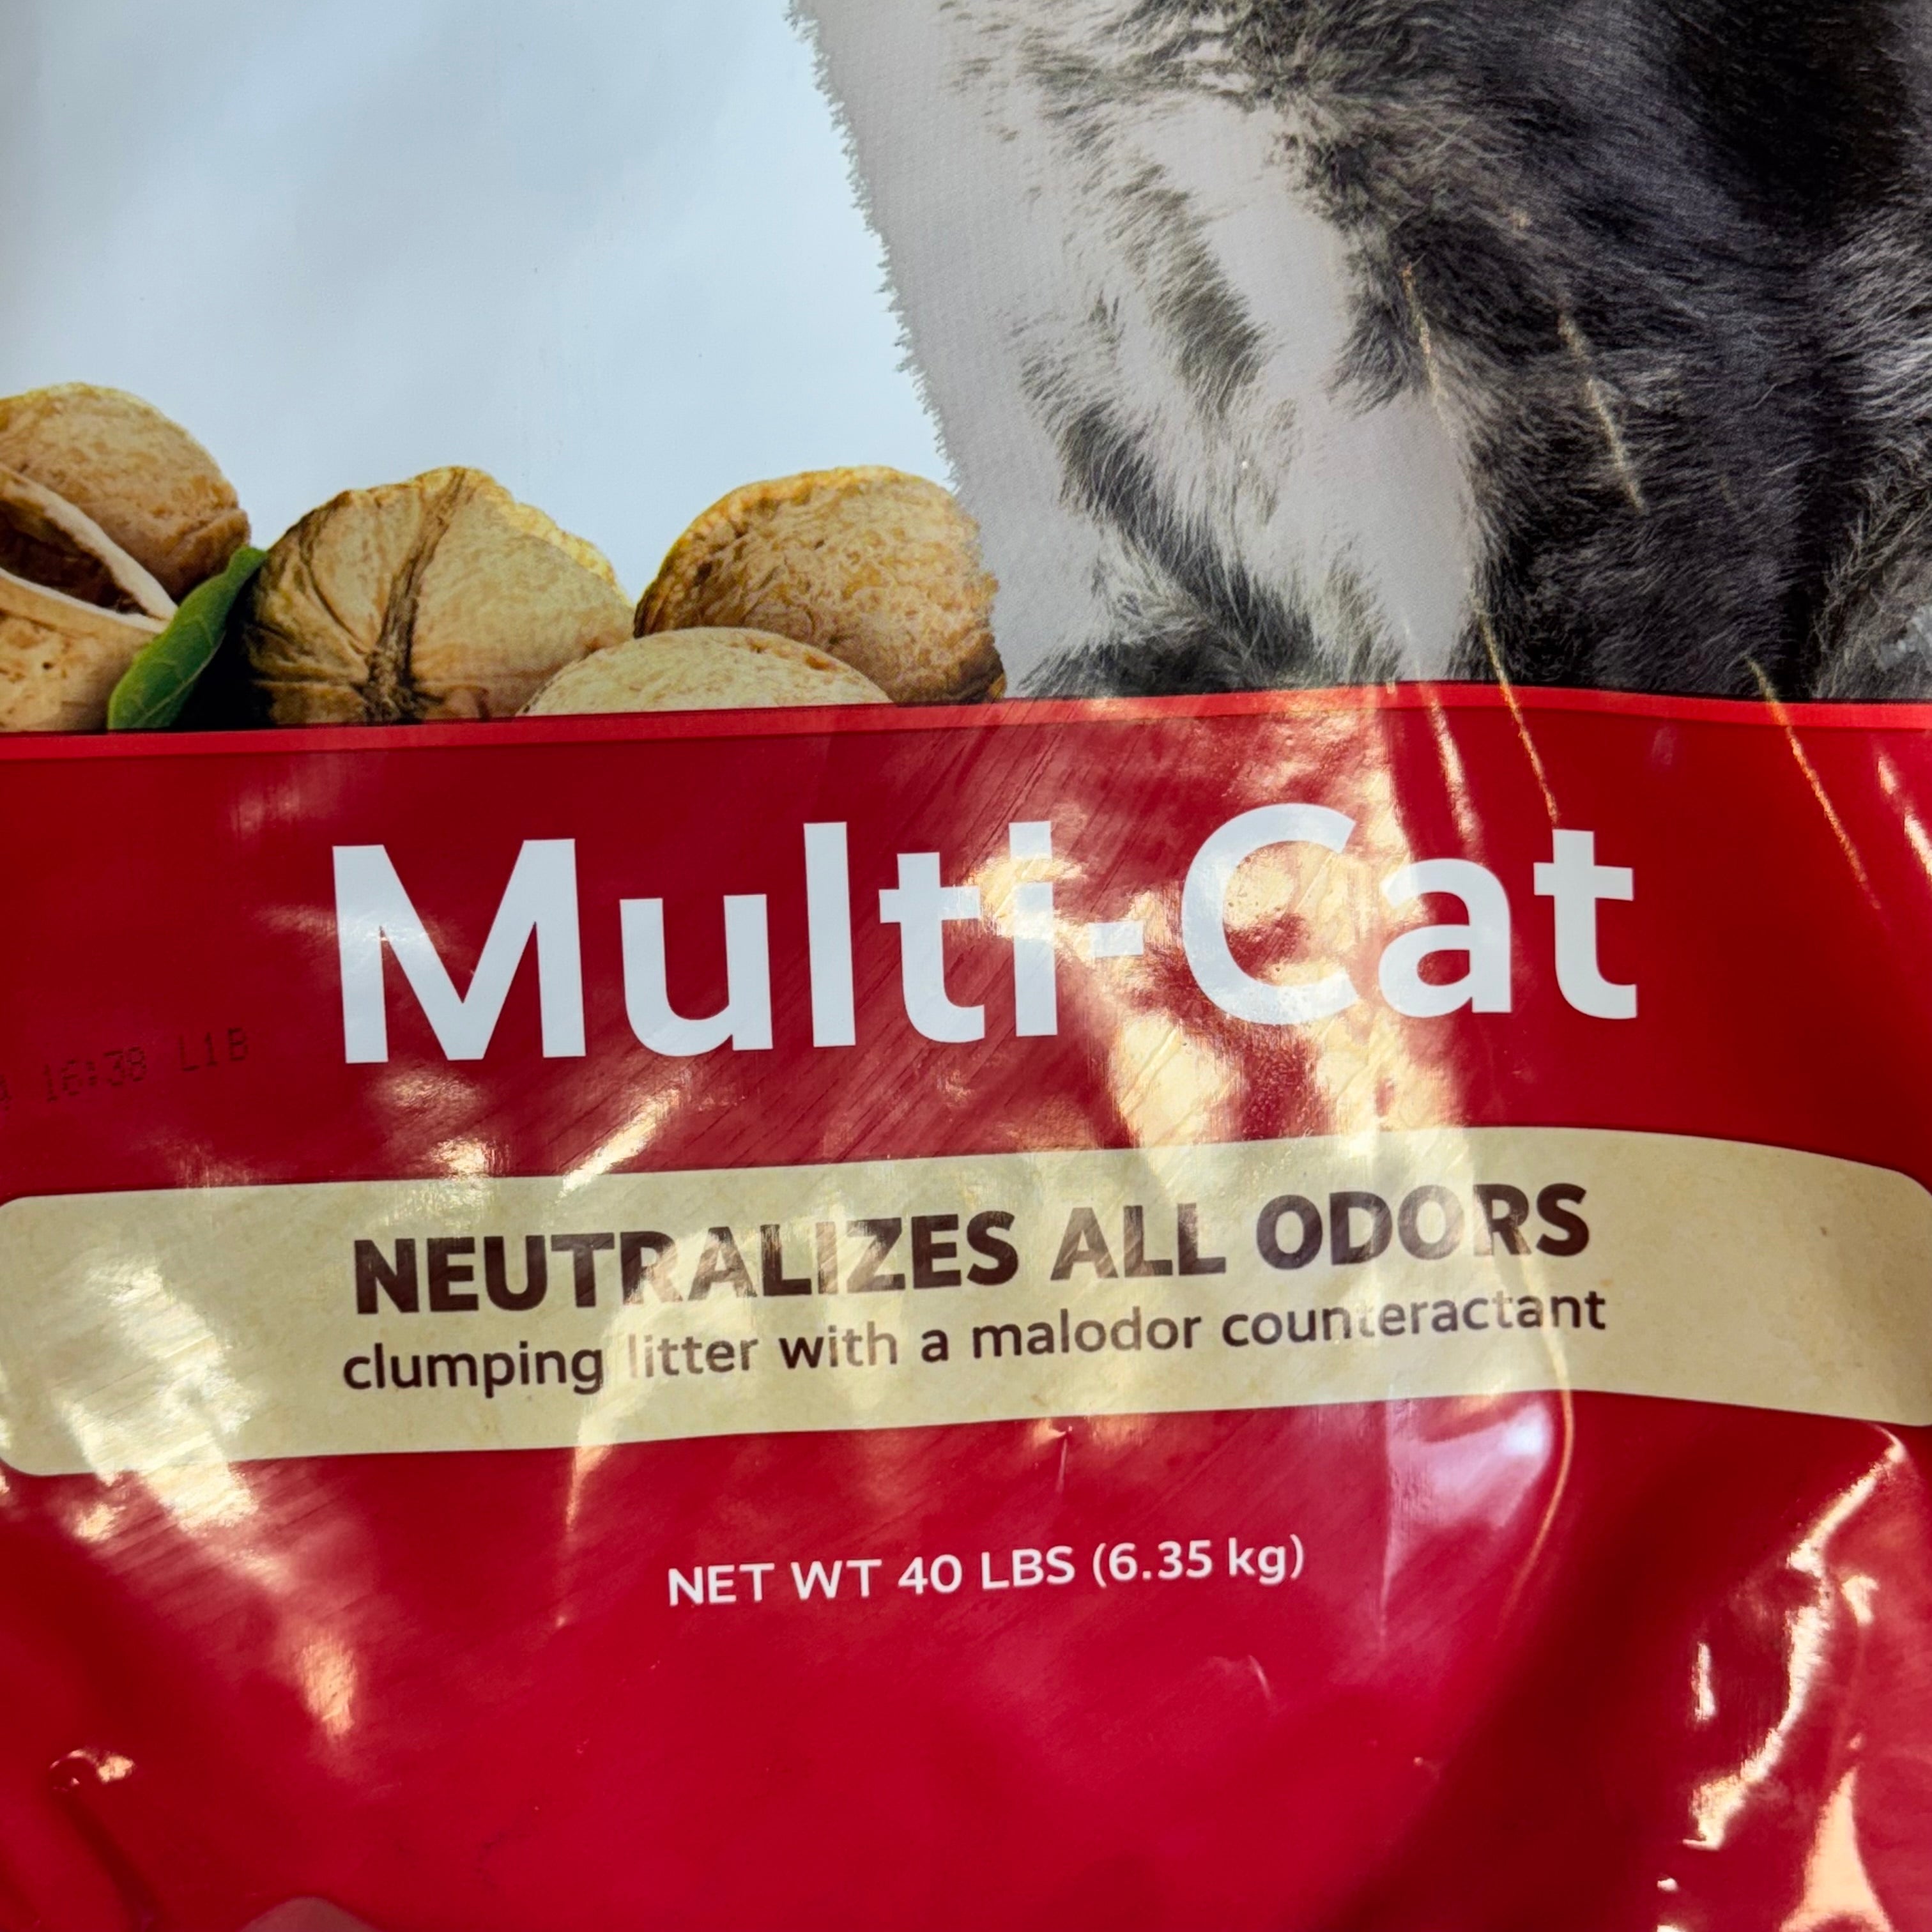 Multi-Cat
16:38 L1B
NEUTRALIZES ALL ODORS
clumping litter with a malodor counteractant
NET WT 40 LBS (6.35 kg)